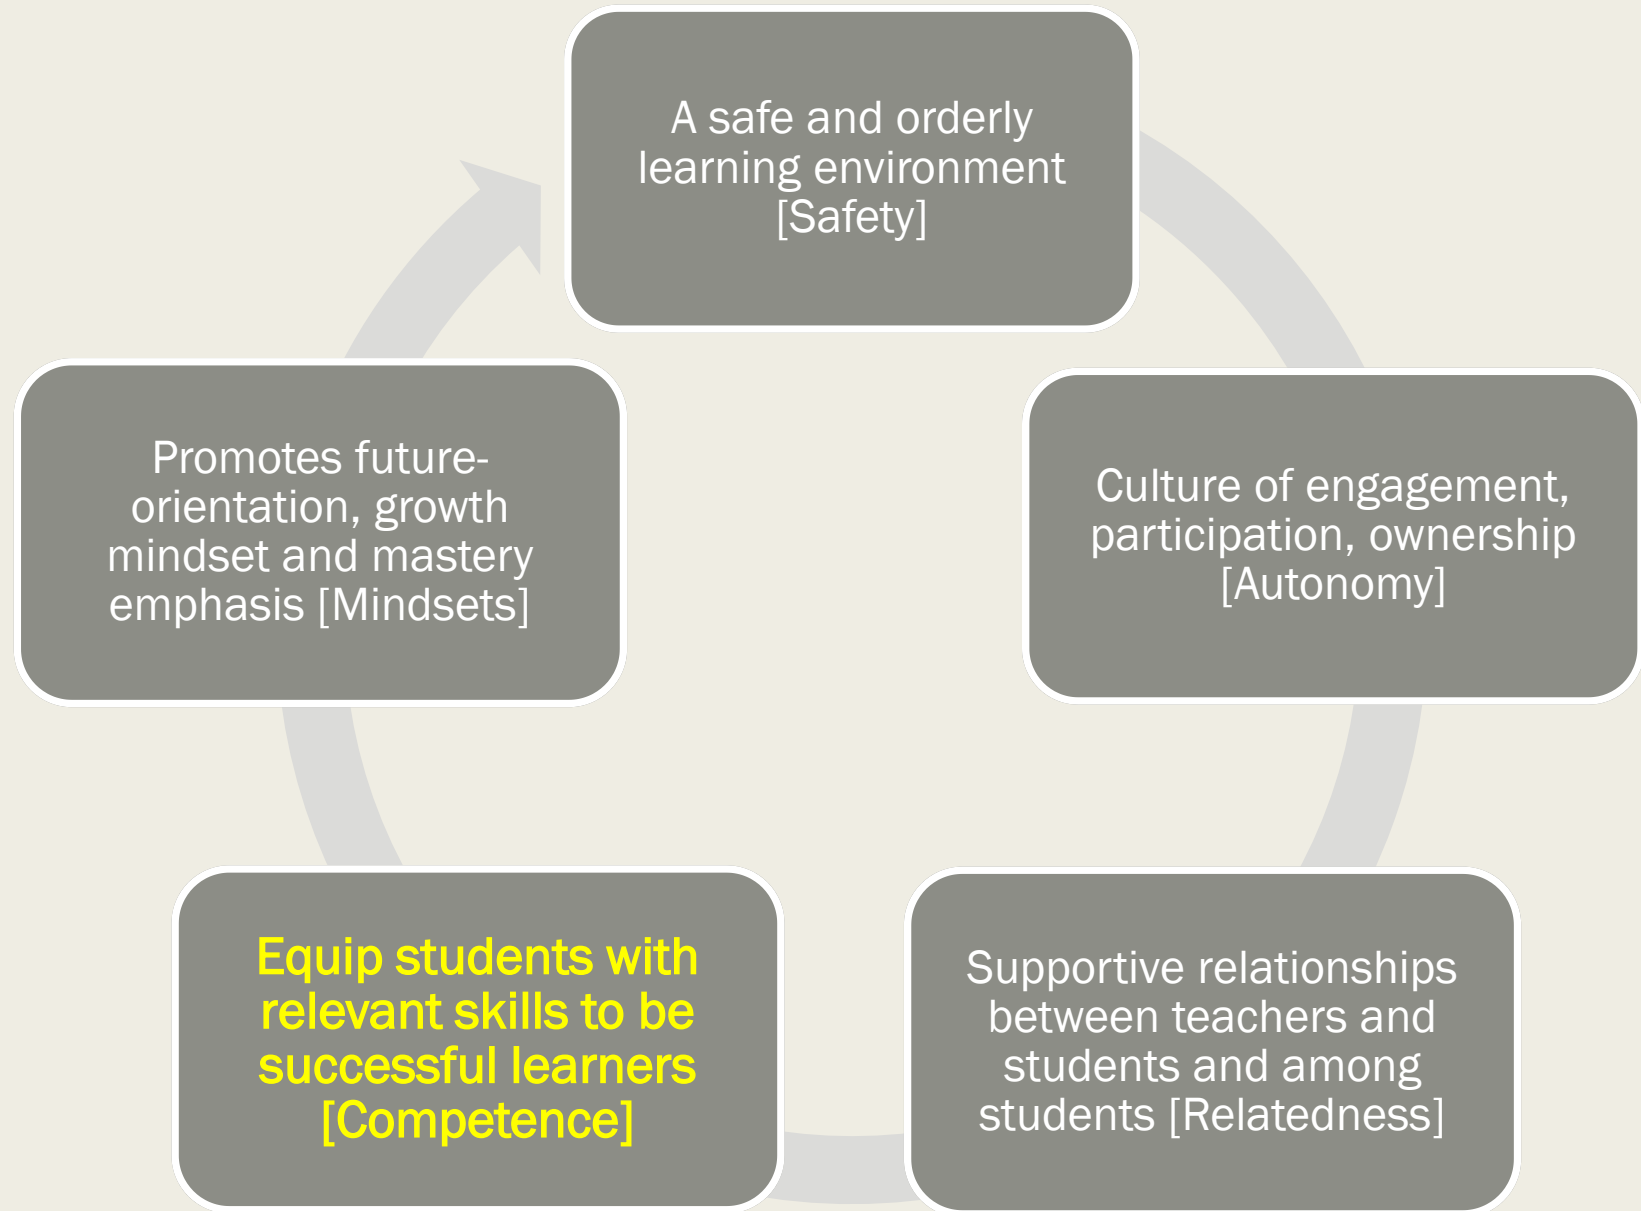 A safe and orderly
learning environment
[Safety]
Culture of engagement,
participation, ownership
[Autonomy]
Supportive relationships
between teachers and
students and among
students [Relatedness]
Equip students with
relevant skills to be
successful learners
[Competence]
Promotes future-
orientation, growth
mindset and mastery
emphasis [Mindsets]